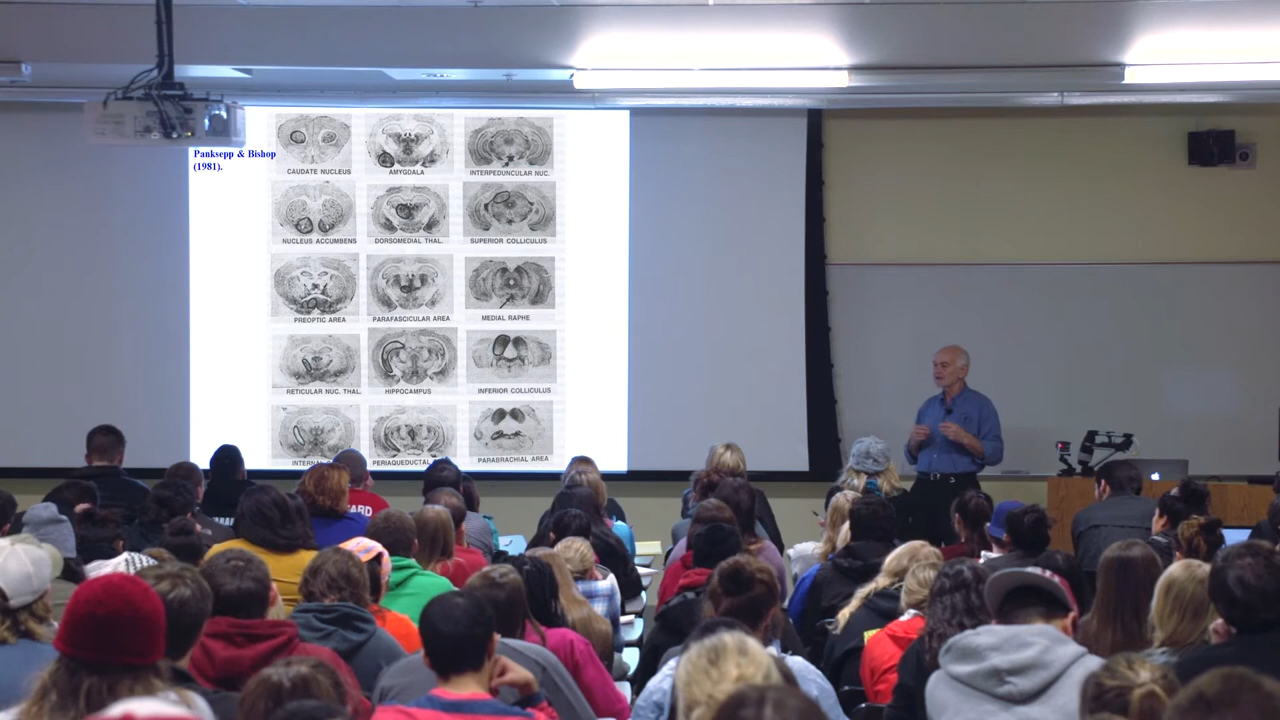 Panksepp & Bishop
(1981).
CAUDATE NUCLEUS AMYGDALA INTERPEDUNCULAR NUC.
NUCLEUS ACCUMBENS DORSOMEDIAL THAL. SUPERIOR COLLICULUS
PREOPTIC AREA PARAFASCICULAR AREA MEDIAL RAPHE
RETICULAR NUC. THAL. HIPPOCAMPUS INFERIOR COLLICULUS
PERIAQUEDUCTAL PARABRACHIAL AREA